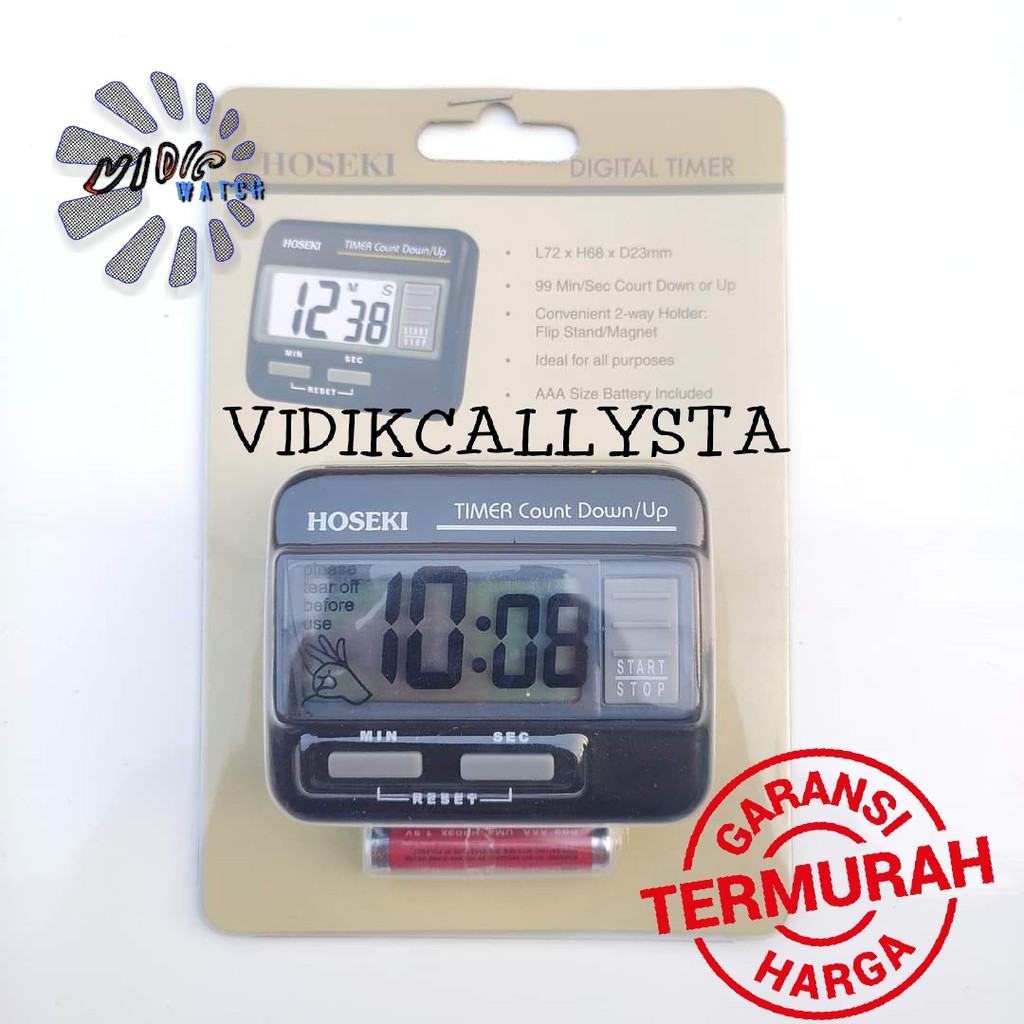 VIDIC
WATCH
HOSEKI
DIGITAL TIMER
HOSEKI
TIMER Count Down/Up
12 M 38 S
START
STOP
MIN
SEC
RESET
• L72 x H68 x D23mm
• 99 Min/Sec Court Down or Up
• Convenient 2-way Holder:
Flip Stand/Magnet
• Ideal for all purposes
• AAA Size Battery Included
VIDIKCALLYSTA
HOSEKI
TIMER Count Down/Up
please
tear off
before
use
10:08
START
STOP
MIN
SEC
RESET
GARANSI
TERMURAH
HARGA